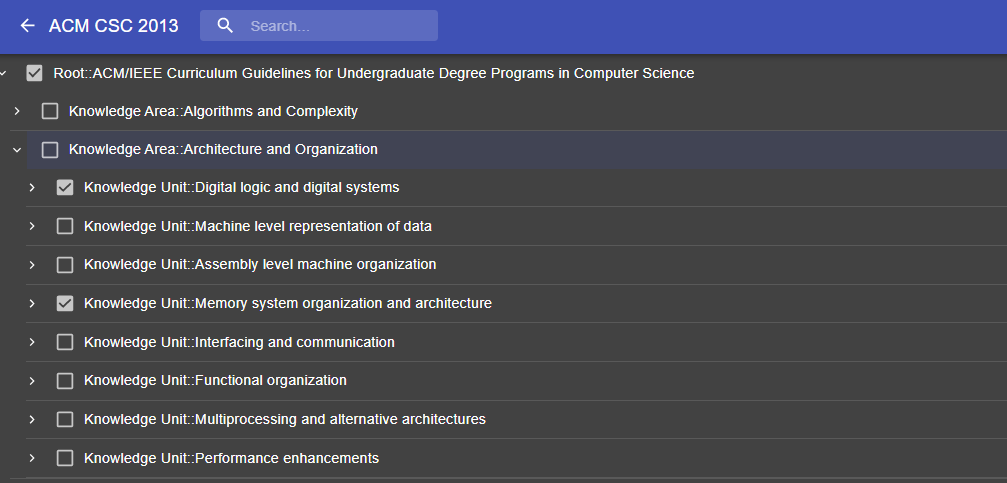 ACM CSC 2013
Search...
Root::ACM/IEEE Curriculum Guidelines for Undergraduate Degree Programs in Computer Science
Knowledge Area::Algorithms and Complexity
Knowledge Area::Architecture and Organization
Knowledge Unit::Digital logic and digital systems
Knowledge Unit::Machine level representation of data
Knowledge Unit::Assembly level machine organization
Knowledge Unit::Memory system organization and architecture
Knowledge Unit::Interfacing and communication
Knowledge Unit::Functional organization
Knowledge Unit::Multiprocessing and alternative architectures
Knowledge Unit::Performance enhancements